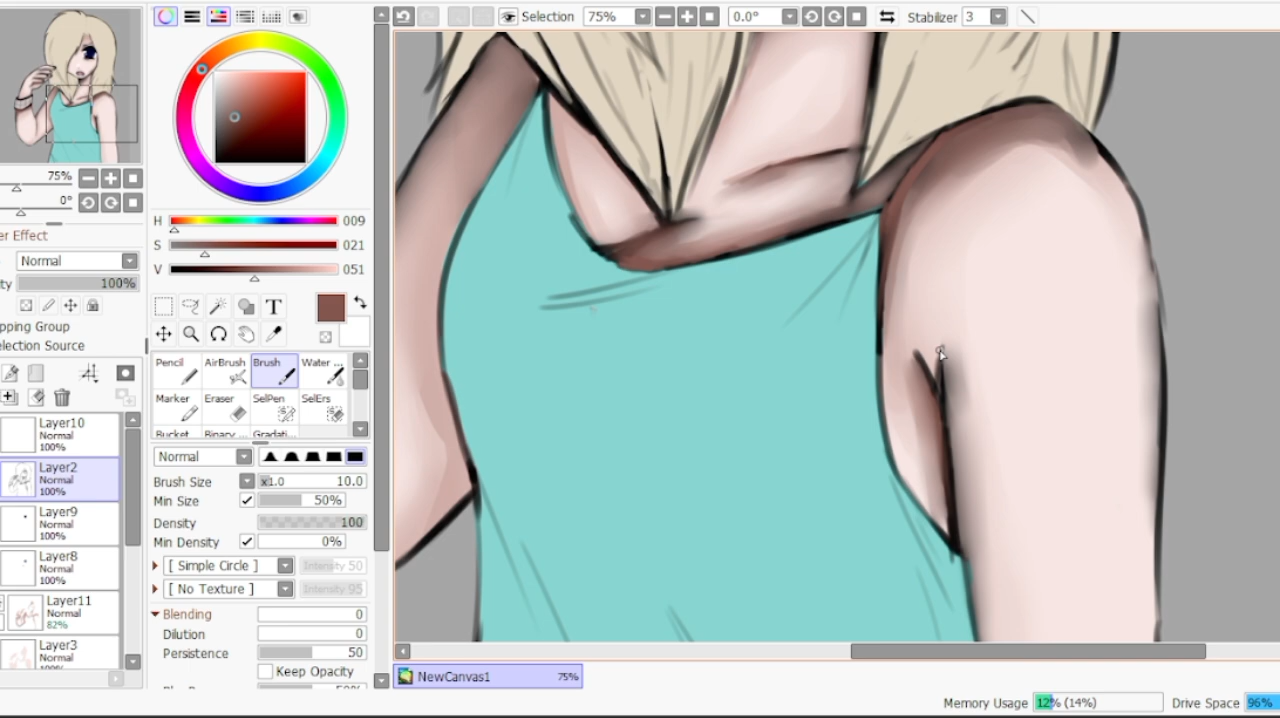 Selection
75%
0.0°
Stabilizer
3
75%
0°
er Effect
Normal
ty
100%
pping Group
election Source
Layer10
Normal
100%
Layer2
Normal
100%
Layer9
Normal
100%
Layer8
Normal
100%
Layer11
Normal
82%
Layer3
Normal
100%
H 009
S 021
V 051
T
Pencil AirBrush Brush Water ...
Marker Eraser SelPen SelErs
Bucket Binary ... Gradati...
Normal
Brush Size x1.0 10.0
Min Size 50%
Density 100
Min Density 0%
[ Simple Circle ] Intensity 50
[ No Texture ] Intensity 95
Blending 0
Dilution 0
Persistence 50
Keep Opacity
NewCanvas1 75%
Memory Usage 12% (14%) Drive Space 96%